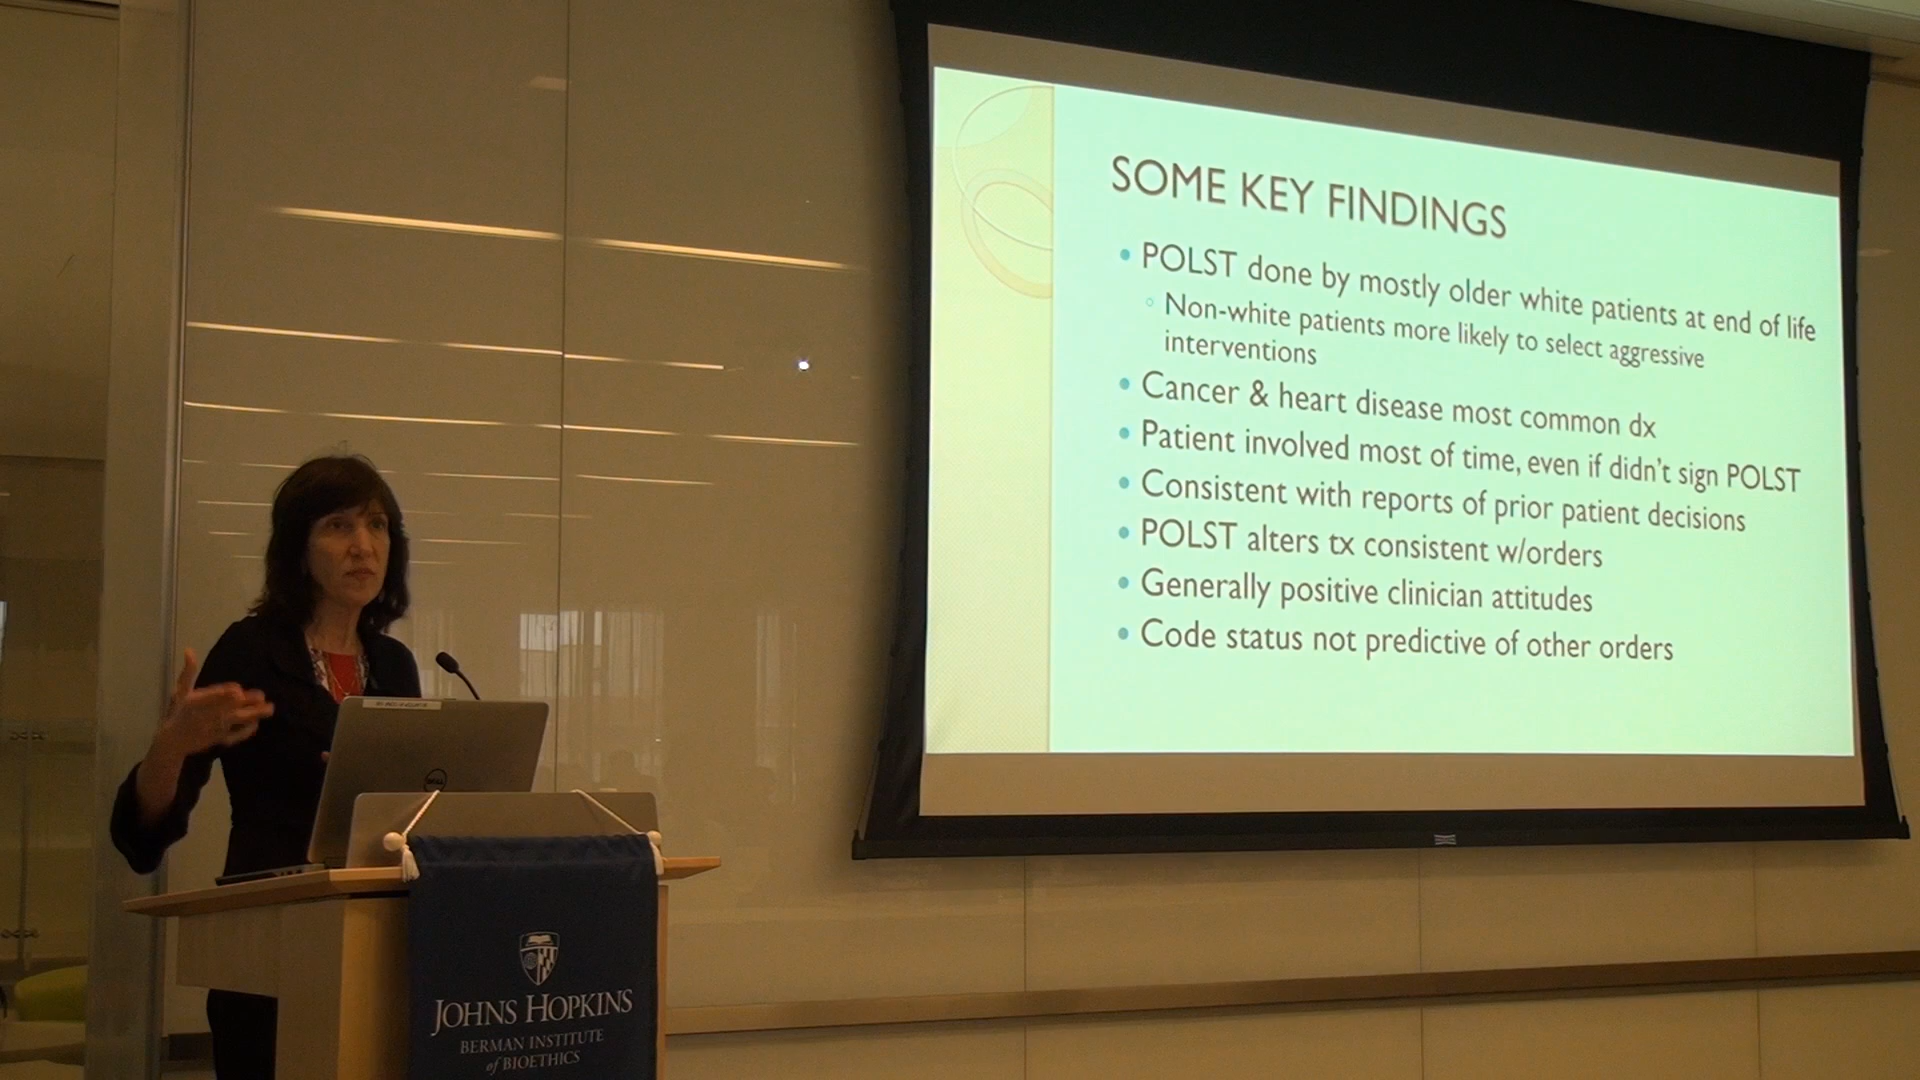 SOME KEY FINDINGS
• POLST done by mostly older white patients at end of life
◦ Non-white patients more likely to select aggressive
interventions
• Cancer & heart disease most common dx
• Patient involved most of time, even if didn't sign POLST
• Consistent with reports of prior patient decisions
• POLST alters tx consistent w/orders
• Generally positive clinician attitudes
• Code status not predictive of other orders
DELL
JOHNS HOPKINS
BERMAN INSTITUTE
of BIOETHICS